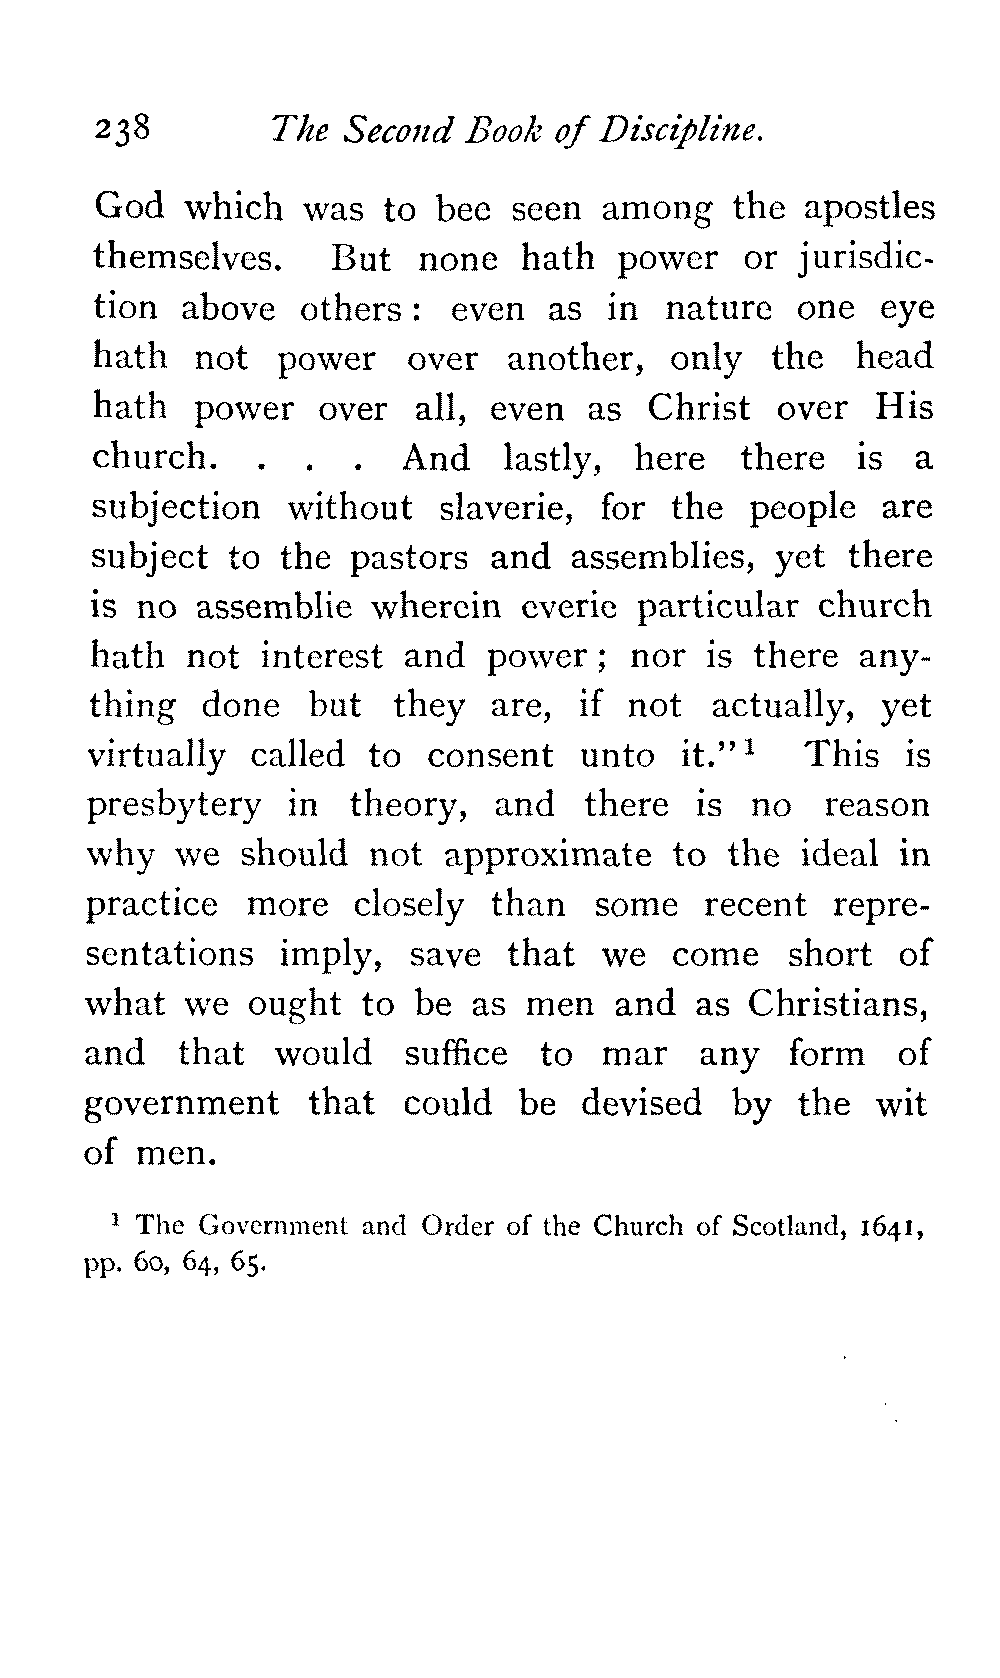 238 The Second Book of Discipline.
God which was to bee seen among the apostles
themselves. But none hath power or jurisdic-
tion above others : even as in nature one eye
hath not power over another, only the head
hath power over all, even as Christ over His
church. . . . And lastly, here there is a
subjection without slaverie, for the people are
subject to the pastors and assemblies, yet there
is no assemblie wherein everie particular church
hath not interest and power ; nor is there any-
thing done but they are, if not actually, yet
virtually called to consent unto it.” ¹ This is
presbytery in theory, and there is no reason
why we should not approximate to the ideal in
practice more closely than some recent repre-
sentations imply, save that we come short of
what we ought to be as men and as Christians,
and that would suffice to mar any form of
government that could be devised by the wit
of men.
¹ The Government and Order of the Church of Scotland, 1641,
pp. 60, 64, 65.